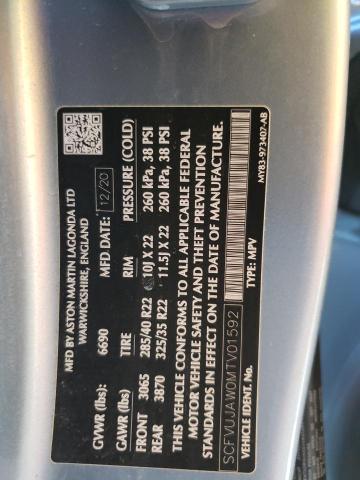 MFD BY ASTON MARTIN LAGONDA LTD
WARWICKSHIRE, ENGLAND
GVWR (lbs): 6690 MFD.DATE: 12/20
GAWR (lbs): TIRE RIM PRESSURE (COLD)
FRONT 3065 285/40 R22 10J X 22 260 kPa, 38 PSI
REAR 3870 325/35 R22 11.5J X 22 260 kPa, 38 PSI
THIS VEHICLE CONFORMS TO ALL APPLICABLE FEDERAL
MOTOR VEHICLE SAFETY AND THEFT PREVENTION
STANDARDS IN EFFECT ON THE DATE OF MANUFACTURE.
SCFVUJAW0WTV01592
VEHICLE IDENT. NO. TYPE: MPV
MY83-973407-AB